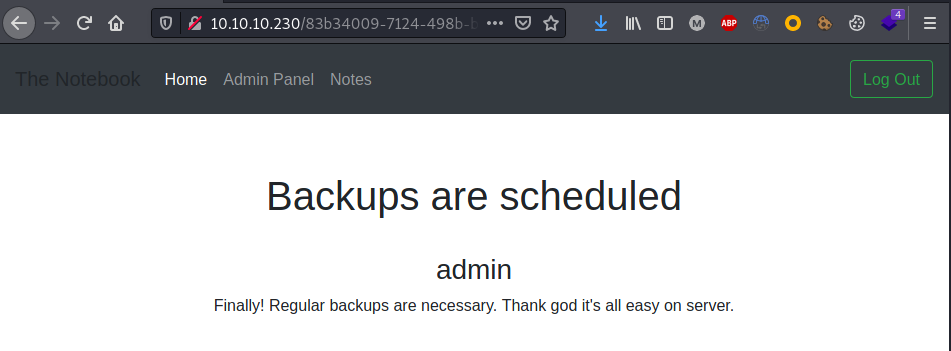 10.10.10.230/83b34009-7124-498b-
ABP
4
The Notebook Home Admin Panel Notes Log Out
Backups are scheduled
admin
Finally! Regular backups are necessary. Thank god it's all easy on server.